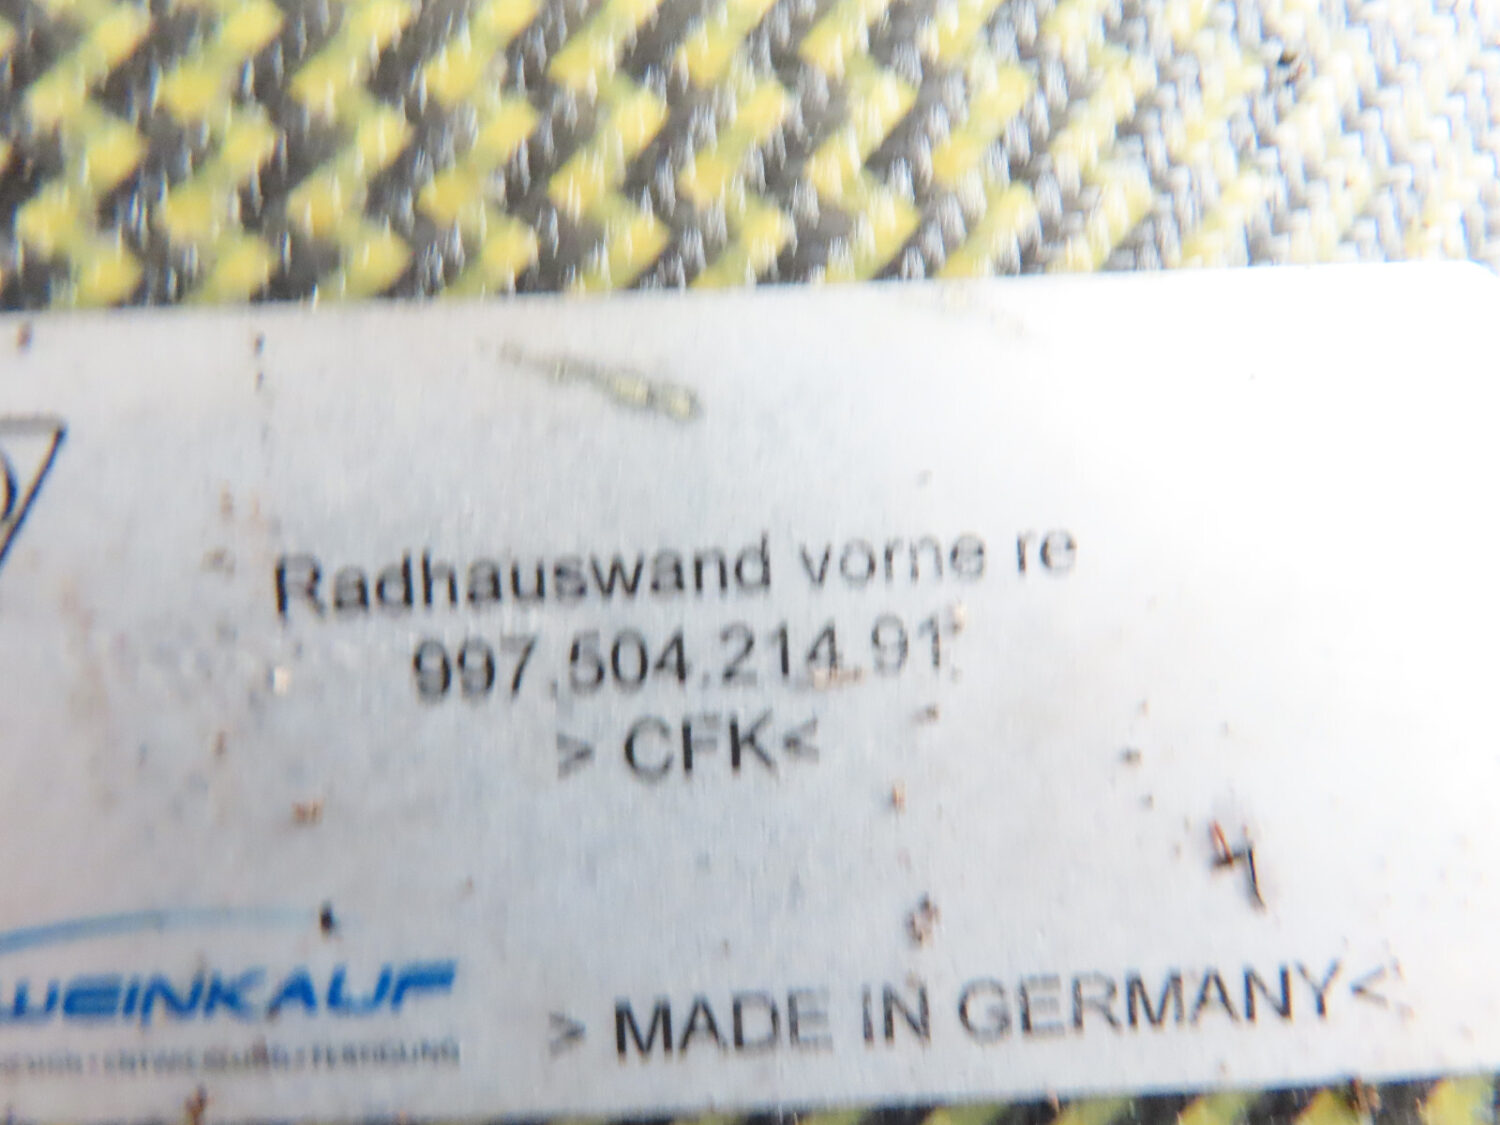 Radhauswand vorne re
997.504.214.91
> CFK<
WEINKAUF
> MADE IN GERMANY<